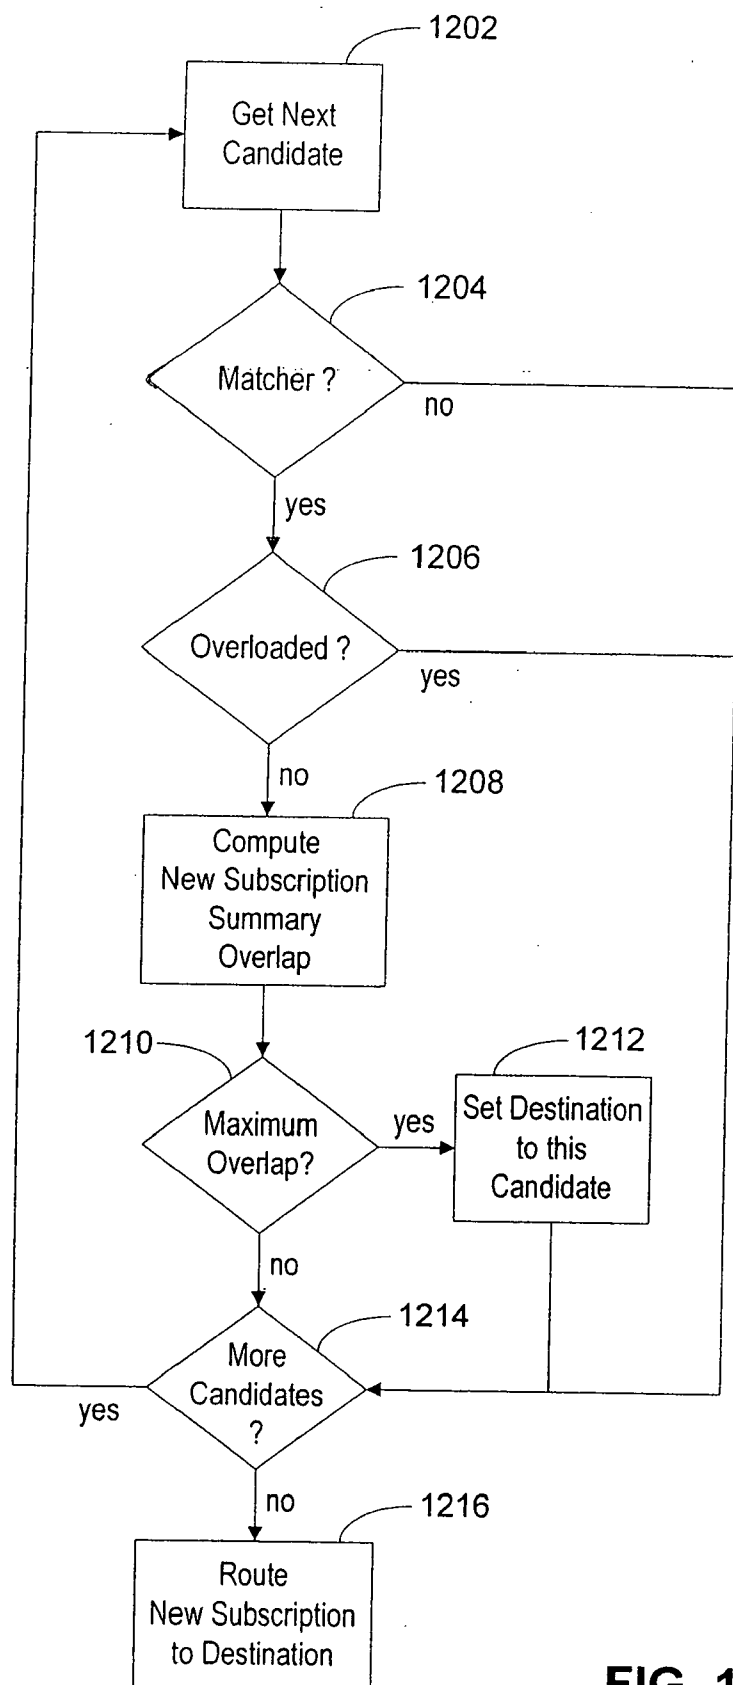 1202
Get Next
Candidate
1204
Matcher ?
no
yes
1206
Overloaded ?
yes
no
1208
Compute
New Subscription
Summary
Overlap
1210
Maximum
Overlap?
yes
1212
Set Destination
to this
Candidate
no
1214
More
Candidates
?
yes
no
1216
Route
New Subscription
to Destination
FIG. 1